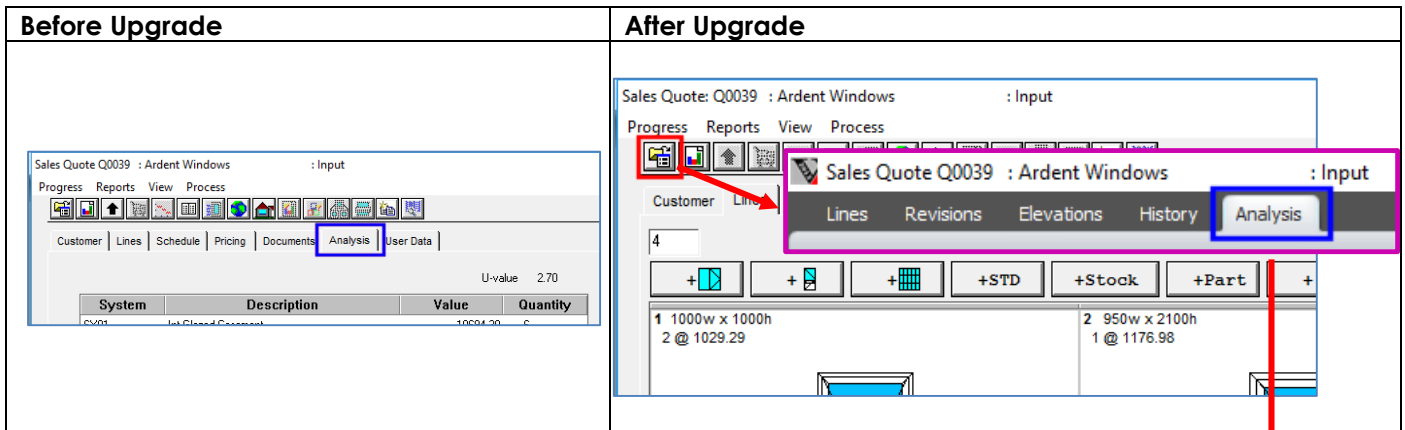 Before Upgrade
After Upgrade
Sales Quote Q0039 : Ardent Windows : Input
Progress Reports View Process
Customer Lines Schedule Pricing Documents Analysis User Data
U-value 2.70
System Description Value Quantity
Sales Quote: Q0039 : Ardent Windows : Input
Progress Reports View Process
Customer
Sales Quote Q0039 : Ardent Windows : Input
Lines Revisions Elevations History Analysis
4
+ + + +STD +Stock +Part +
1 1000w x 1000h
2 @ 1029.29
2 950w x 2100h
1 @ 1176.98